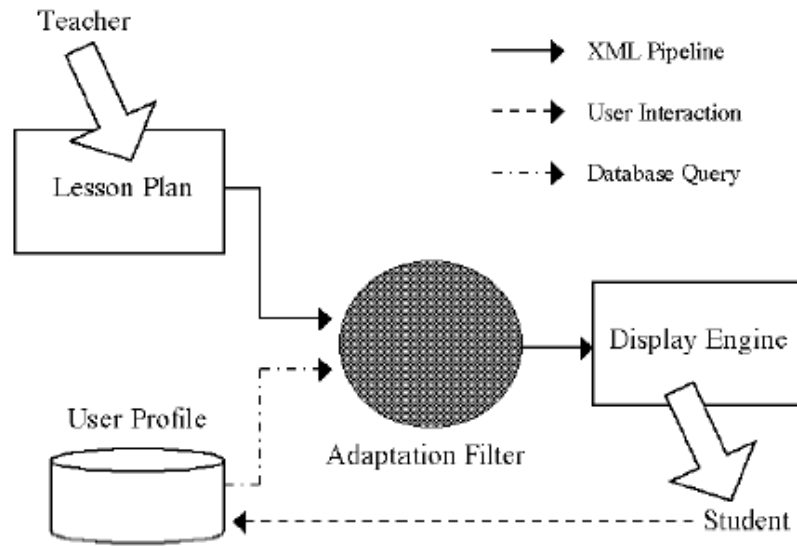 Teacher
XML Pipeline
User Interaction
Lesson Plan
Database Query
Display Engine
User Profile
Adaptation Filter
Student